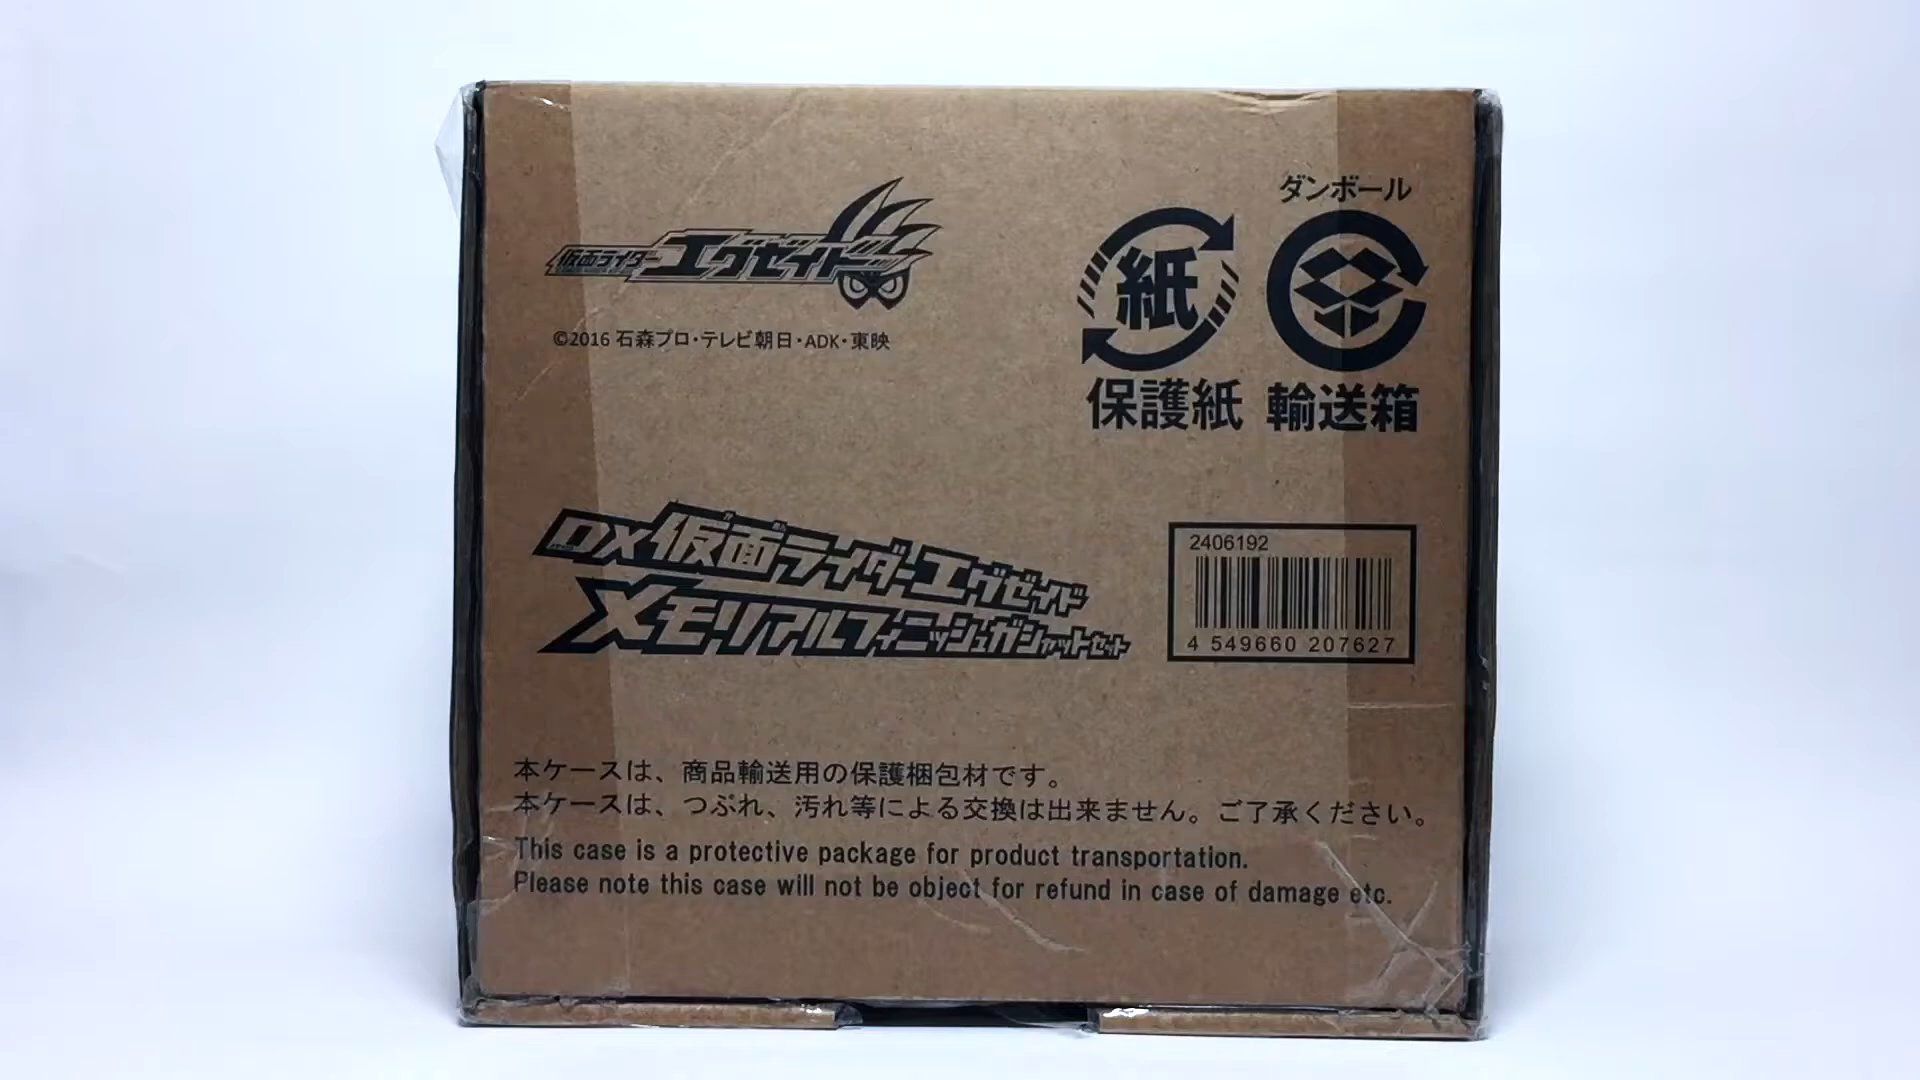 仮面ライダー エグゼイド
©2016 石森プロ・テレビ朝日・ADK・東映
ダンボール
紙
保護紙
輸送箱
DX仮面ライダーエグゼイド
メモリアルフィニッシュガシャットセット
2406192
4 549660 207627
本ケースは、商品輸送用の保護梱包材です。
本ケースは、つぶれ、汚れ等による交換は出来ません。ご了承ください。
This case is a protective package for product transportation.
Please note this case will not be object for refund in case of damage etc.